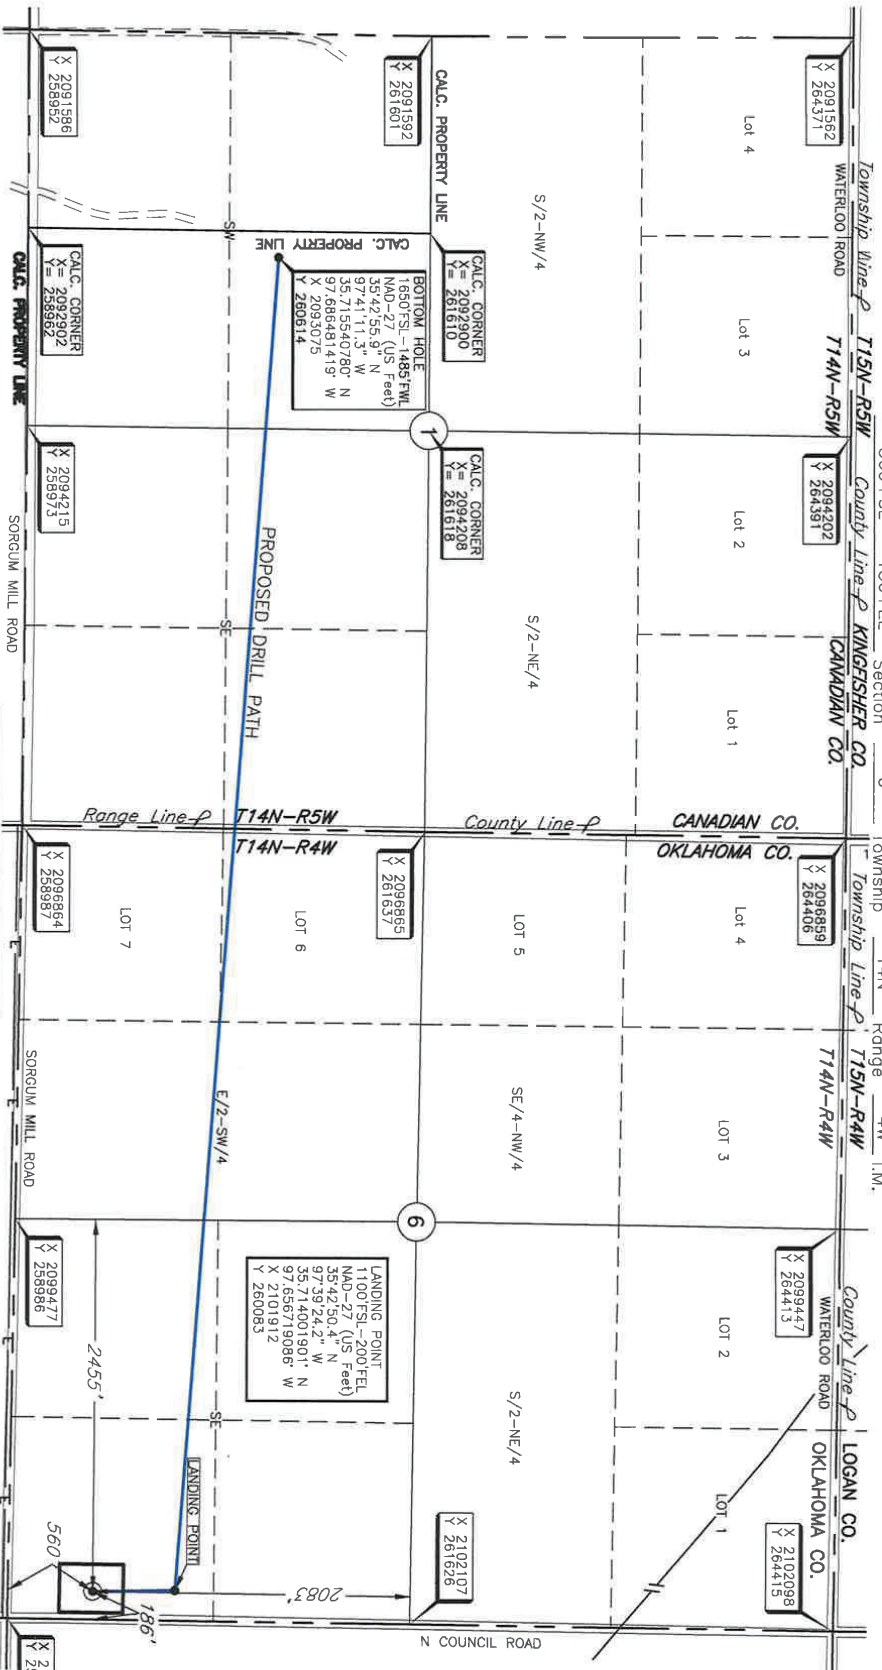 Township Line
T15N-R5W
T14N-R5W
County Line
KINGFISHER CO.
CANADIAN CO.
Section
Township
14N
Range
4W
I.M.
Township Line
T15N-R4W
T14N-R4W
County Line
LOGAN CO.
OKLAHOMA CO.
WATERLOO ROAD
WATERLOO ROAD
X 2091562
Y 264371
X 2094202
Y 264391
X 2096859
Y 264406
X 2099447
Y 264413
X 2102098
Y 264415
Lot 4
Lot 3
Lot 2
Lot 1
CANADIAN CO.
OKLAHOMA CO.
LOT 4
LOT 3
LOT 2
LOT 1
S/2-NW/4
S/2-NE/4
County Line
LOT 5
SE/4-NW/4
S/2-NE/4
CALC. PROPERTY LINE
X 2091592
Y 261601
CALC. CORNER
X= 2092900
Y= 261610
1
CALC. CORNER
X= 2094208
Y= 261618
X 2096865
Y 261637
6
X 2102107
Y 261626
CALC. PROPERTY LINE
BOTTOM HOLE
1650'FSL-1485'FWL
NAD-27 (US Feet)
35°42'55.9" N
97°41'11.3" W
35.715540780° N
97.686481419° W
X 2093075
Y 260614
LANDING POINT
1100'FSL-200'FEL
NAD-27 (US Feet)
35°42'50.4" N
97°39'24.2" W
35.714001901° N
97.656719086° W
X 2101912
Y 260083
PROPOSED DRILL PATH
T14N-R5W
T14N-R4W
Range Line
SW
SE
LOT 6
LOT 7
E/2-SW/4
SE
LANDING POINT
2083'
2455'
560
186'
N COUNCIL ROAD
X 2091586
Y 258952
CALC. CORNER
X= 2092902
Y= 258962
X 2094215
Y 258973
X 2096864
Y 258987
X 2099477
Y 258986
CALC. PROPERTY LINE
SORGUM MILL ROAD
SORGUM MILL ROAD
E
E
E
E
E